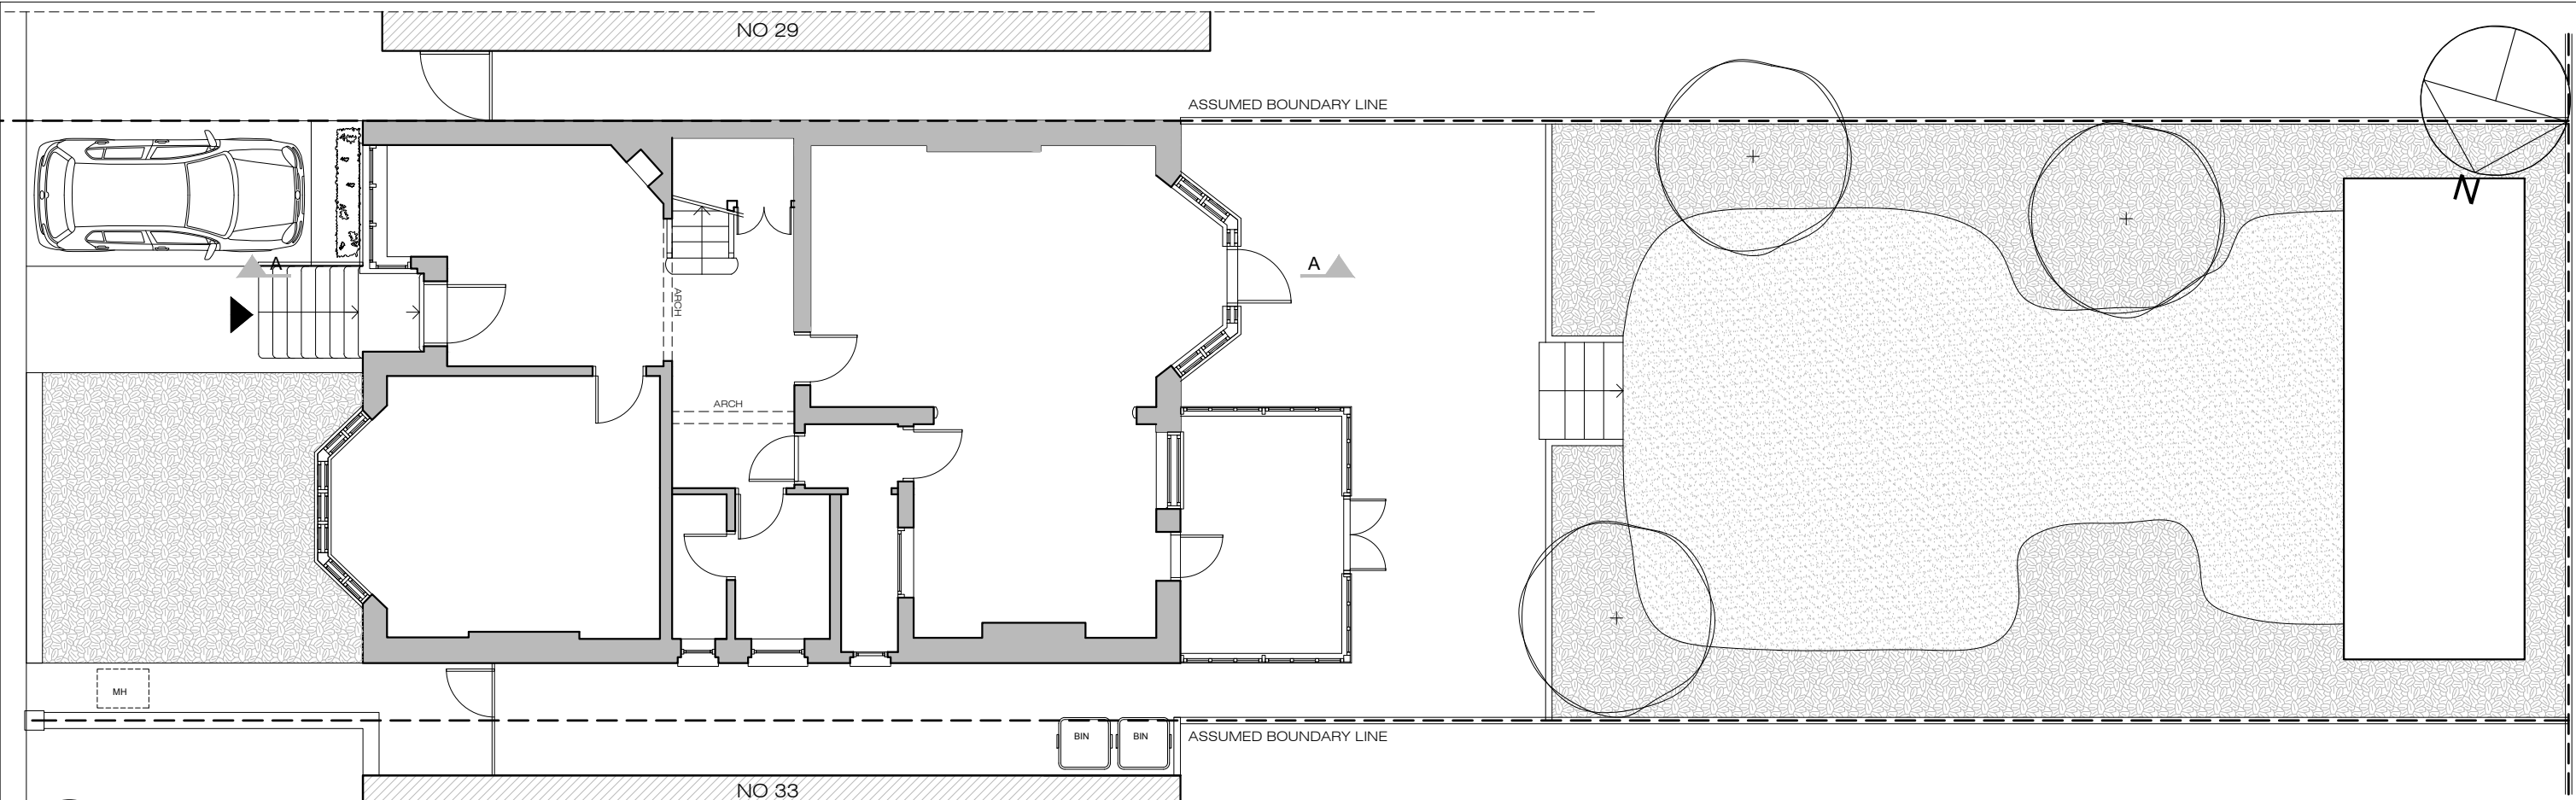 NO 29
ASSUMED BOUNDARY LINE
N
A
A
ARCH
ARCH
MH
BIN
BIN
ASSUMED BOUNDARY LINE
NO 33